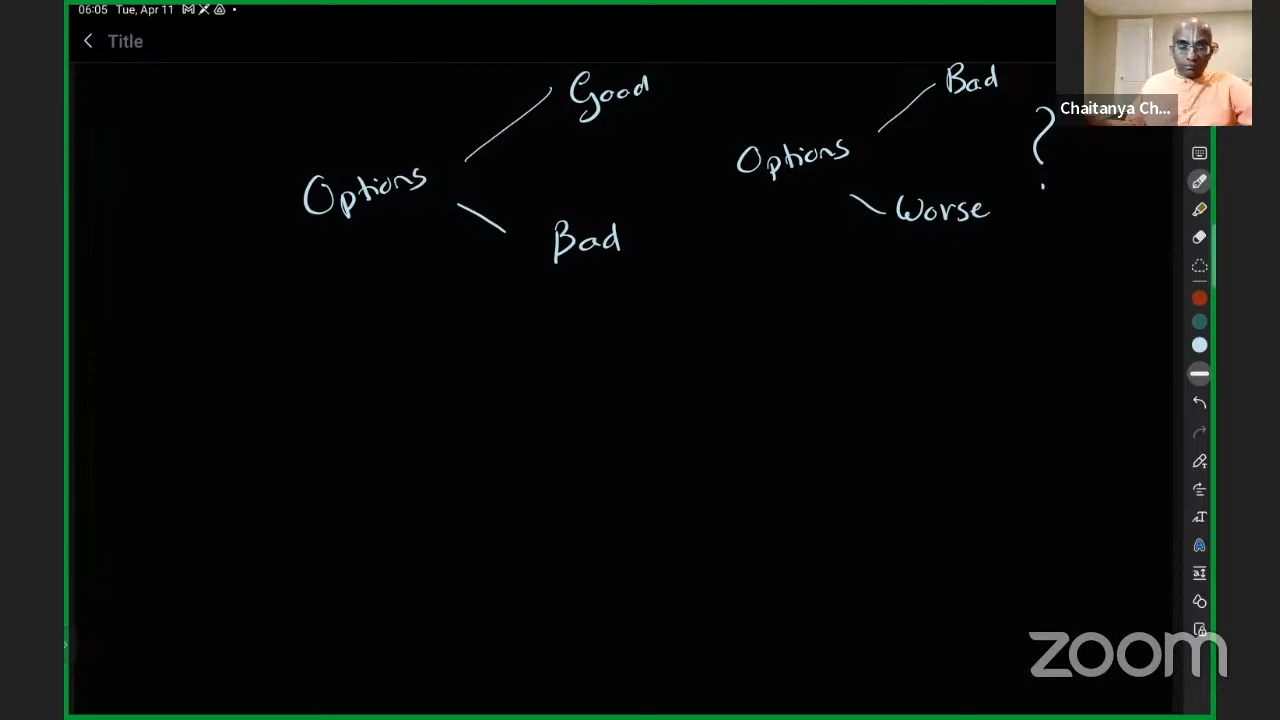 06:05 Tue, Apr 11
Title
Chaitanya Ch...
Good
Options
Bad
Bad
Options
Worse
?
zoom